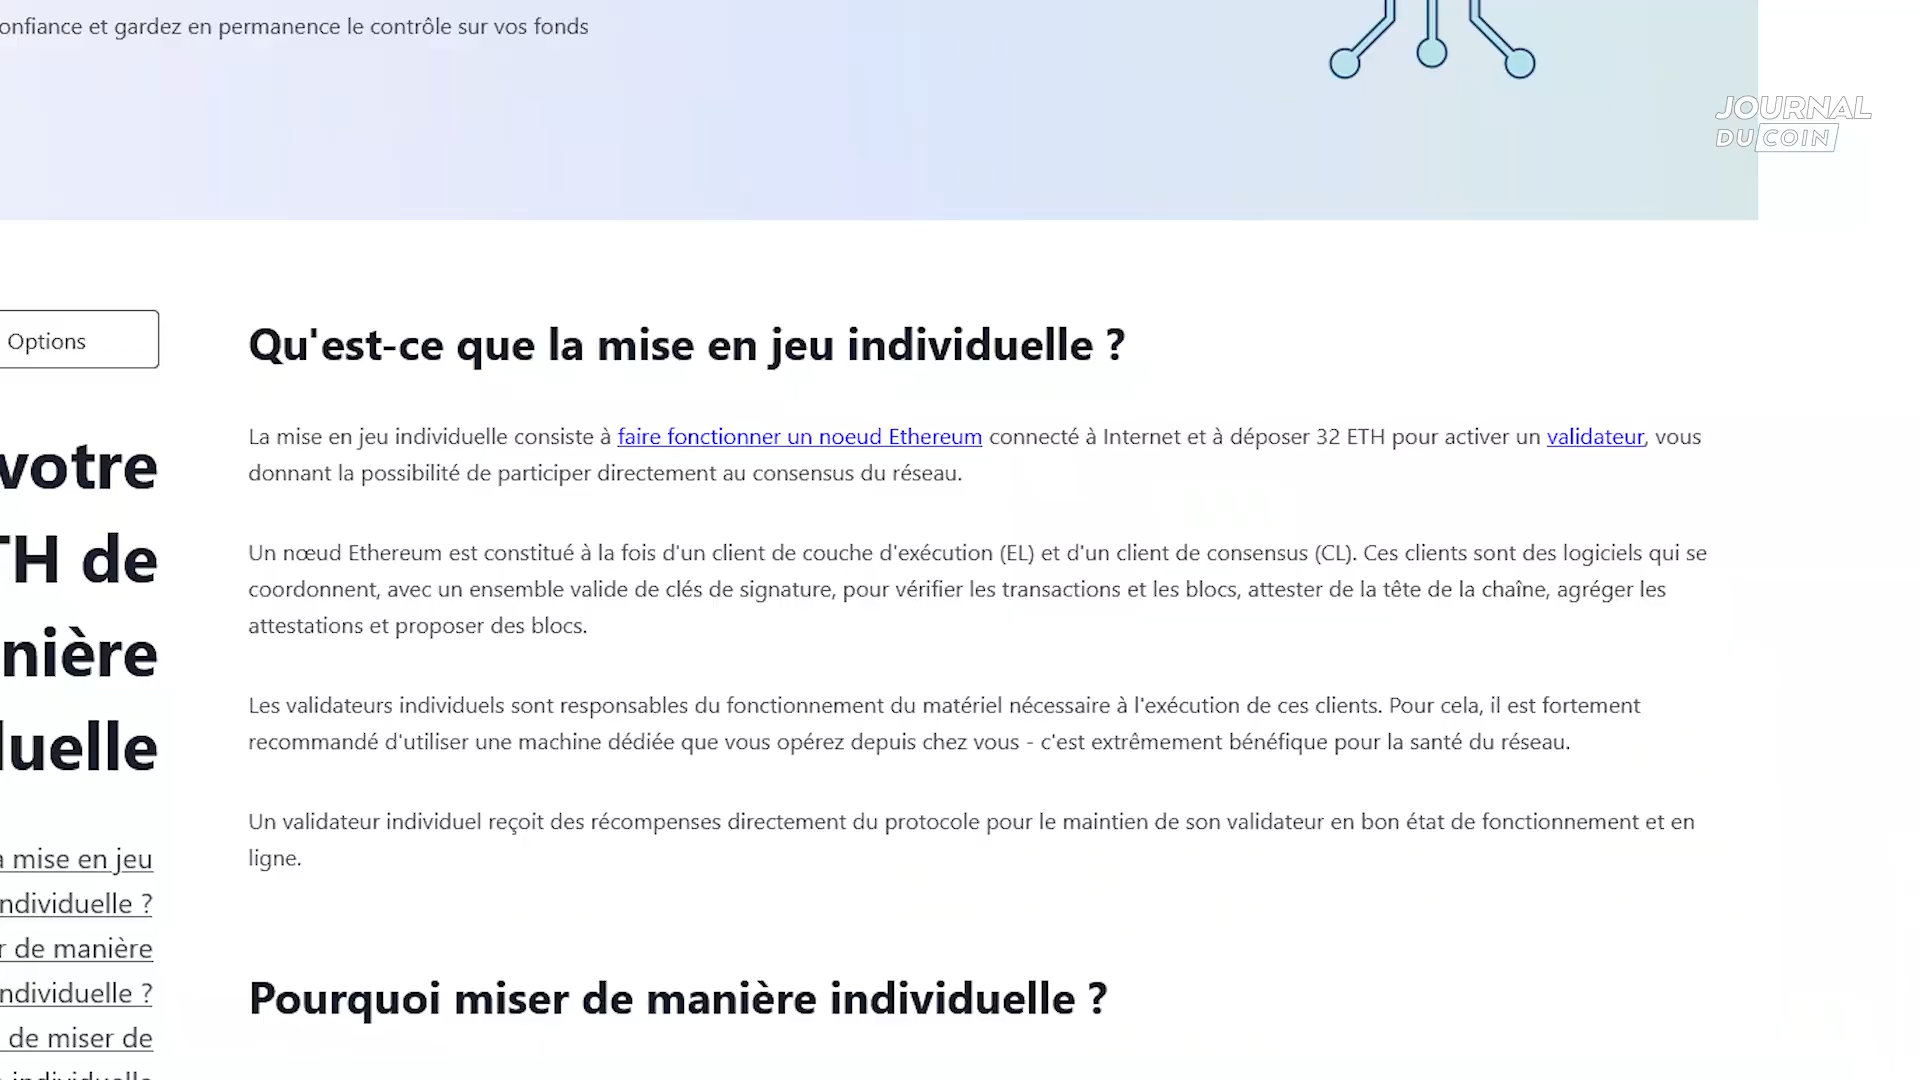 onfiance et gardez en permanence le contrôle sur vos fonds
JOURNAL
DU COIN
Options
votre
TH de
nière
duelle
a mise en jeu
ndividuelle ?
r de manière
ndividuelle ?
de miser de
Qu'est-ce que la mise en jeu individuelle ?
La mise en jeu individuelle consiste à faire fonctionner un noeud Ethereum connecté à Internet et à déposer 32 ETH pour activer un validateur, vous
donnant la possibilité de participer directement au consensus du réseau.
Un nœud Ethereum est constitué à la fois d'un client de couche d'exécution (EL) et d'un client de consensus (CL). Ces clients sont des logiciels qui se
coordonnent, avec un ensemble valide de clés de signature, pour vérifier les transactions et les blocs, attester de la tête de la chaîne, agréger les
attestations et proposer des blocs.
Les validateurs individuels sont responsables du fonctionnement du matériel nécessaire à l'exécution de ces clients. Pour cela, il est fortement
recommandé d'utiliser une machine dédiée que vous opérez depuis chez vous - c'est extrêmement bénéfique pour la santé du réseau.
Un validateur individuel reçoit des récompenses directement du protocole pour le maintien de son validateur en bon état de fonctionnement et en
ligne.
Pourquoi miser de manière individuelle ?